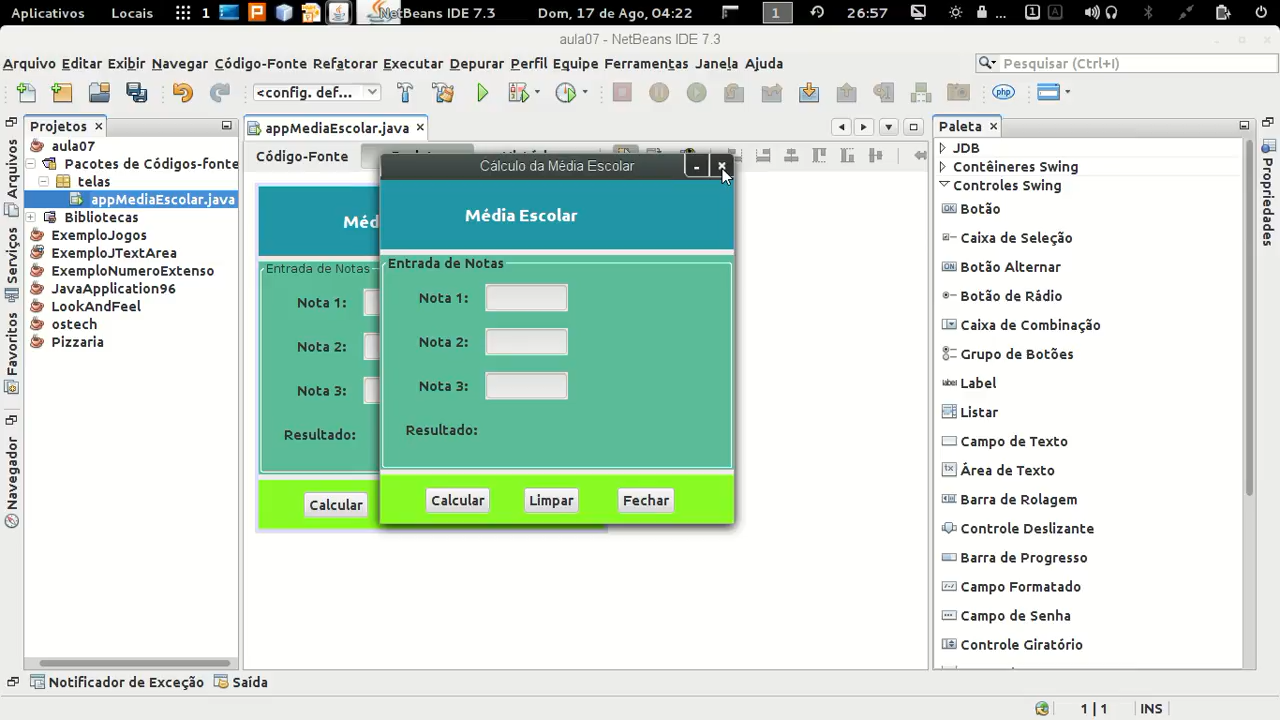 Aplicativos Locais 1 NetBeans IDE 7.3 Dom, 17 de Ago, 04:22 1 26:57 ... 1 A
aula07 - NetBeans IDE 7.3
Arquivo Editar Exibir Navegar Código-Fonte Refatorar Executar Depurar Perfil Equipe Ferramentas Janela Ajuda Pesquisar (Ctrl+I)
<config. def... php
Projetos
appMediaEscolar.java
Paleta
Código-Fonte
aula07
Pacotes de Códigos-fonte
telas
appMediaEscolar.java
Bibliotecas
ExemploJogos
ExemploJTextArea
ExemploNumeroExtenso
JavaApplication96
LookAndFeel
ostech
Pizzaria
Arquivos
Serviços
Favoritos
Navegador
Méd
Entrada de Notas
Nota 1:
Nota 2:
Nota 3:
Resultado:
Calcular
Cálculo da Média Escolar
Média Escolar
Entrada de Notas
Nota 1:
Nota 2:
Nota 3:
Resultado:
Calcular Limpar Fechar
JDB
Contêineres Swing
Controles Swing
OK Botão
Caixa de Seleção
OK Botão Alternar
Botão de Rádio
Caixa de Combinação
Grupo de Botões
label Label
Listar
Campo de Texto
Área de Texto
Barra de Rolagem
Controle Deslizante
Barra de Progresso
Campo Formatado
Campo de Senha
Controle Giratório
Propriedades
Notificador de Exceção Saída
1 | 1 INS